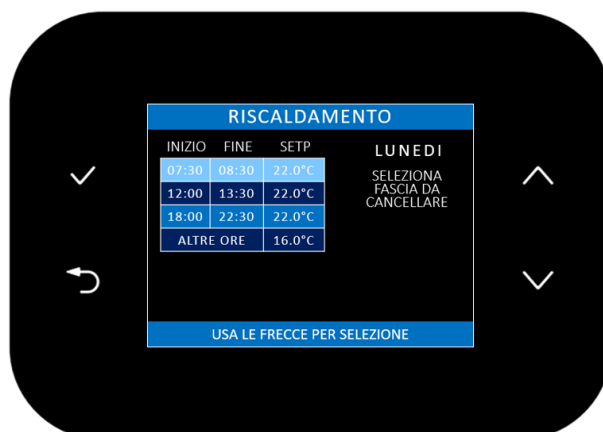 RISCALDAMENTO
INIZIO FINE SETP
07:30 08:30 22.0°C
12:00 13:30 22.0°C
18:00 22:30 22.0°C
ALTRE ORE 16.0°C
LUNEDI
SELEZIONA
FASCIA DA
CANCELLARE
USA LE FRECCE PER SELEZIONE